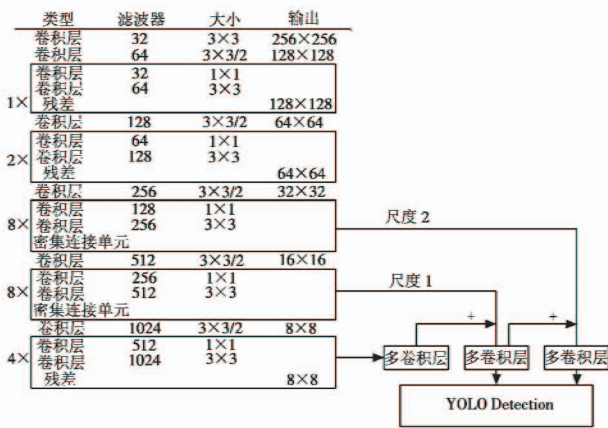 类型 滤波器 大小 输出
卷积层 32 3×3 256×256
卷积层 64 3×3/2 128×128
卷积层 32 1×1
卷积层 64 3×3
1×
残差 128×128
卷积层 128 3×3/2 64×64
卷积层 64 1×1
卷积层 128 3×3
2×
残差 64×64
卷积层 256 3×3/2 32×32
卷积层 128 1×1
8× 卷积层 256 3×3
密集连接单元
卷积层 512 3×3/2 16×16
卷积层 256 1×1
8× 卷积层 512 3×3
密集连接单元
卷积层 1024 3×3/2 8×8
卷积层 512 1×1
4× 卷积层 1024 3×3
残差 8×8
尺度 2
尺度 1
+ +
多卷积层 多卷积层 多卷积层
YOLO Detection